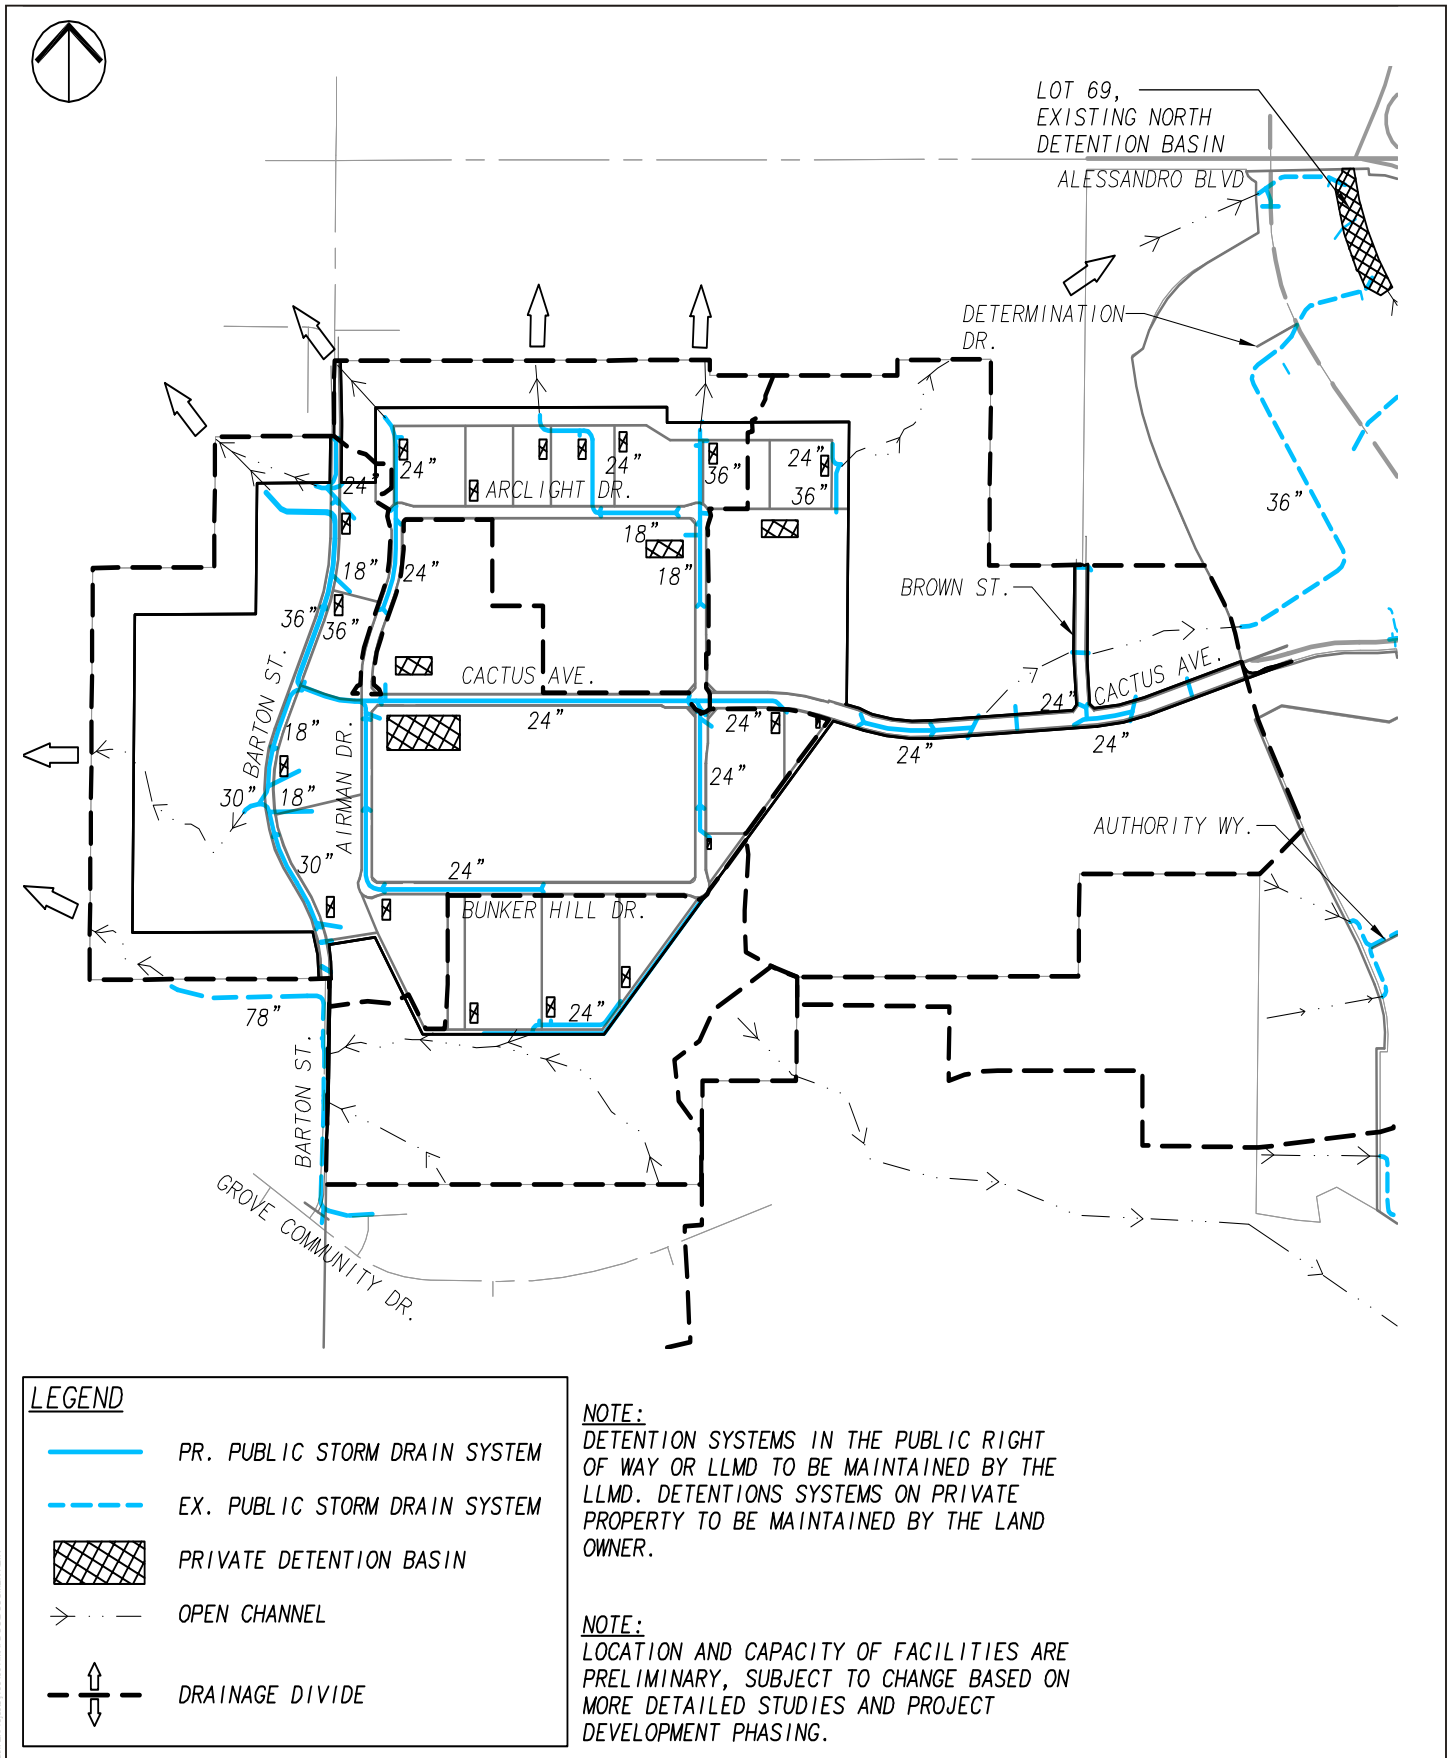 LOT 69,
EXISTING NORTH
DETENTION BASIN
ALESSANDRO BLVD
DETERMINATION
DR.
24"
24"
24"
36"
24"
36"
ARCLIGHT DR.
36"
18"
18"
24"
18"
BROWN ST.
36"
36"
BARTON ST.
CACTUS AVE.
CACTUS AVE.
24"
24"
24"
18"
AIRMAN DR.
24"
24"
24"
30"
18"
AUTHORITY WY.
30"
24"
BUNKER HILL DR.
24"
78"
BARTON ST.
GROVE COMMUNITY DR.
LEGEND
PR. PUBLIC STORM DRAIN SYSTEM
EX. PUBLIC STORM DRAIN SYSTEM
PRIVATE DETENTION BASIN
OPEN CHANNEL
DRAINAGE DIVIDE
NOTE:
DETENTION SYSTEMS IN THE PUBLIC RIGHT
OF WAY OR LLMD TO BE MAINTAINED BY THE
LLMD. DETENTIONS SYSTEMS ON PRIVATE
PROPERTY TO BE MAINTAINED BY THE LAND
OWNER.
NOTE:
LOCATION AND CAPACITY OF FACILITIES ARE
PRELIMINARY, SUBJECT TO CHANGE BASED ON
MORE DETAILED STUDIES AND PROJECT
DEVELOPMENT PHASING.